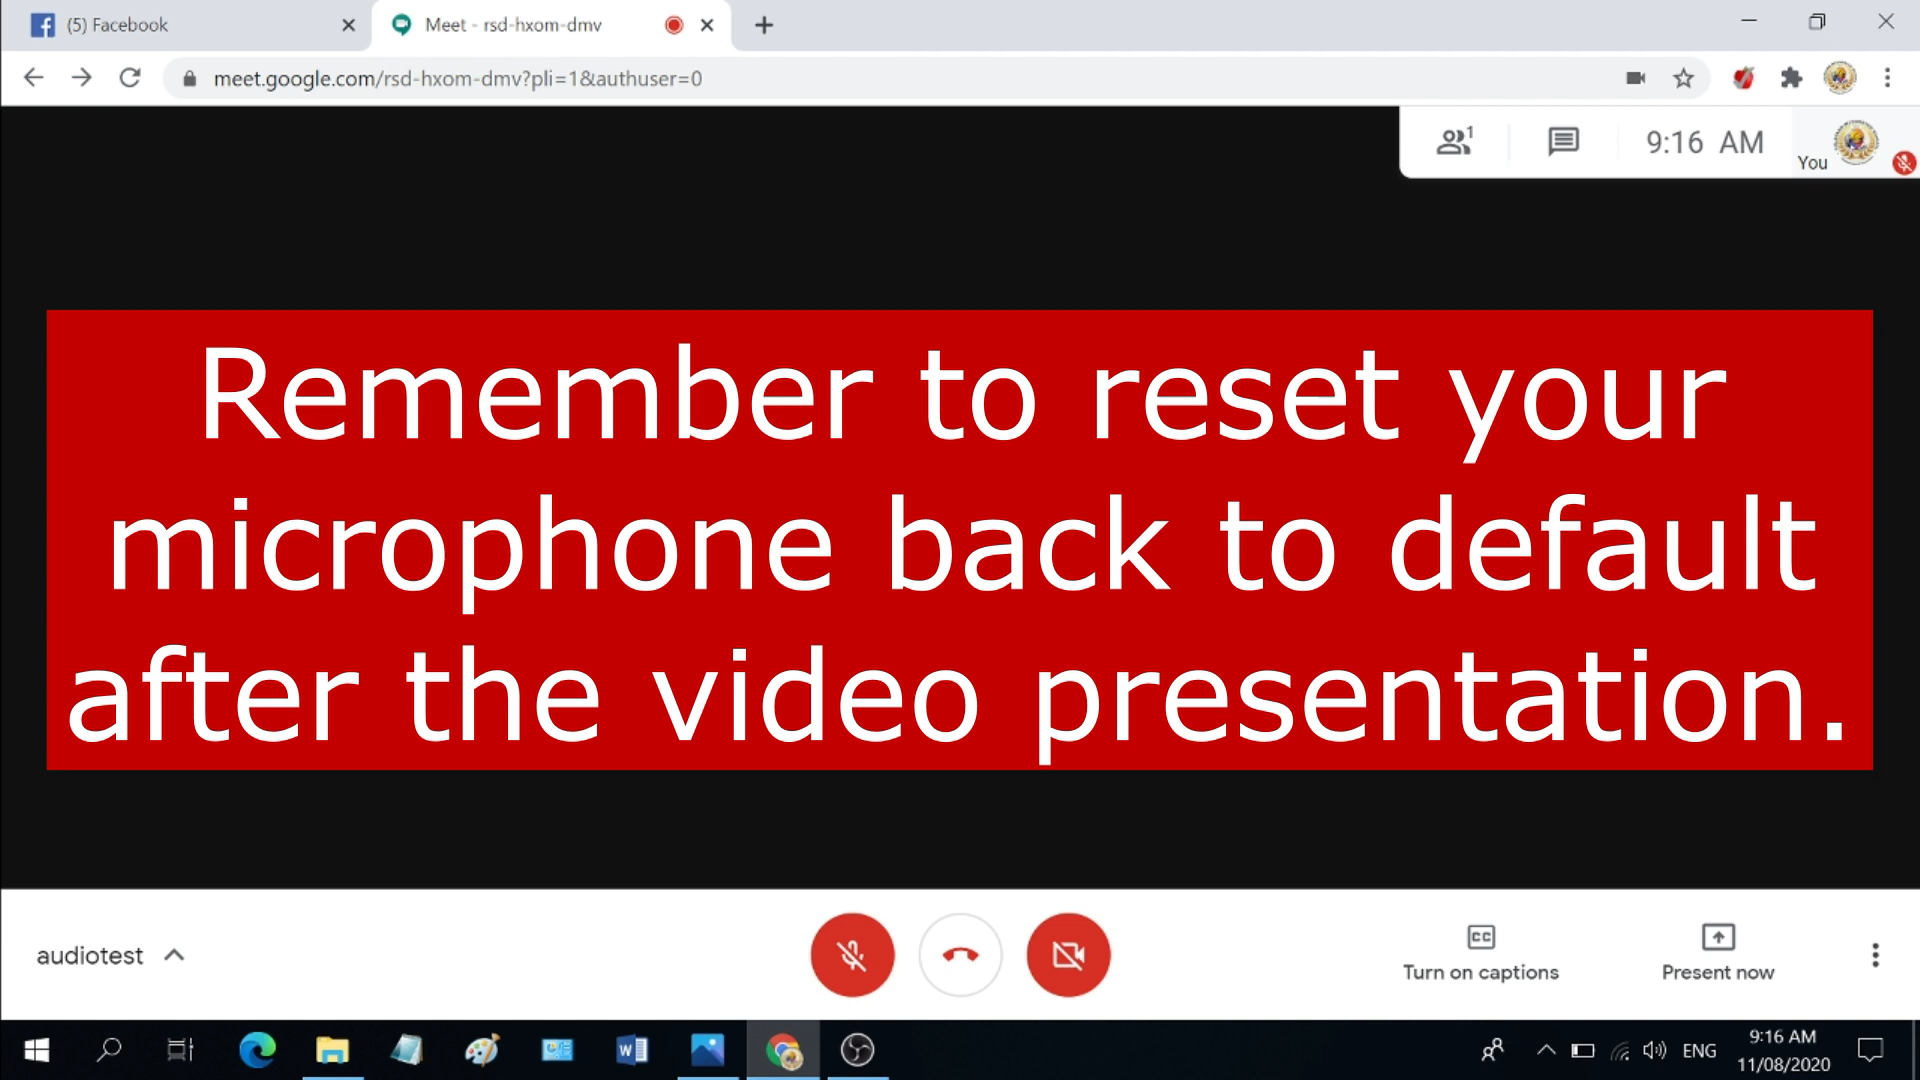 (5) Facebook
Meet - rsd-hxom-dmv
meet.google.com/rsd-hxom-dmv?pli=1&authuser=0
1
9:16 AM
You
Remember to reset your
microphone back to default
after the video presentation.
audiotest
CC
Turn on captions
Present now
W
ENG
9:16 AM
11/08/2020